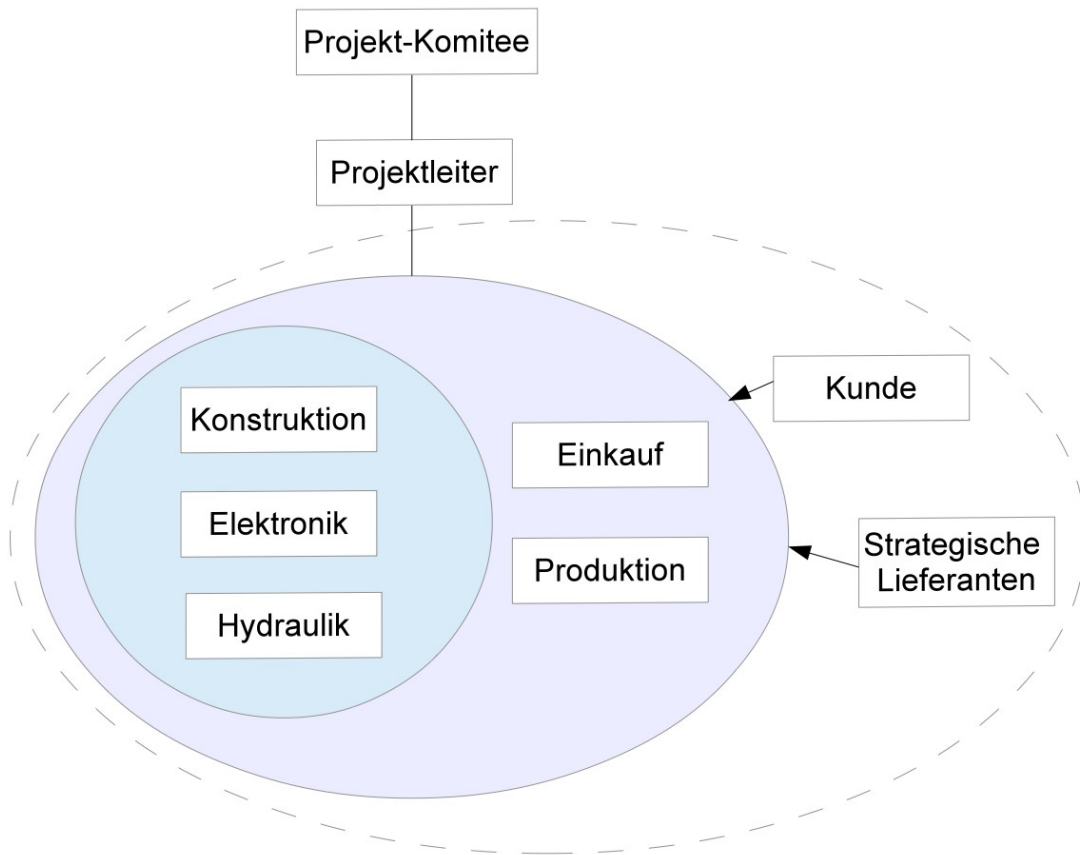 Projekt-Komitee
Projektleiter
Konstruktion
Elektronik
Hydraulik
Einkauf
Produktion
Kunde
Strategische
Lieferanten